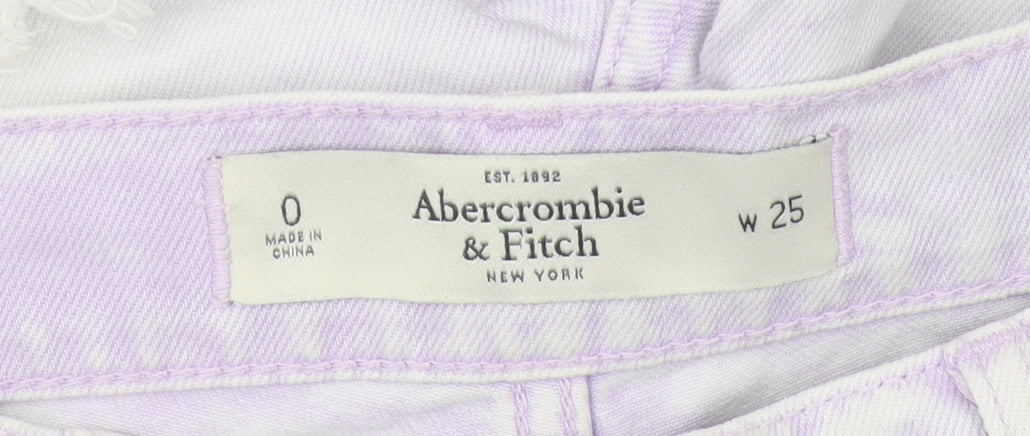 0
MADE IN
CHINA
EST. 1892
Abercrombie
& Fitch
NEW YORK
W 25